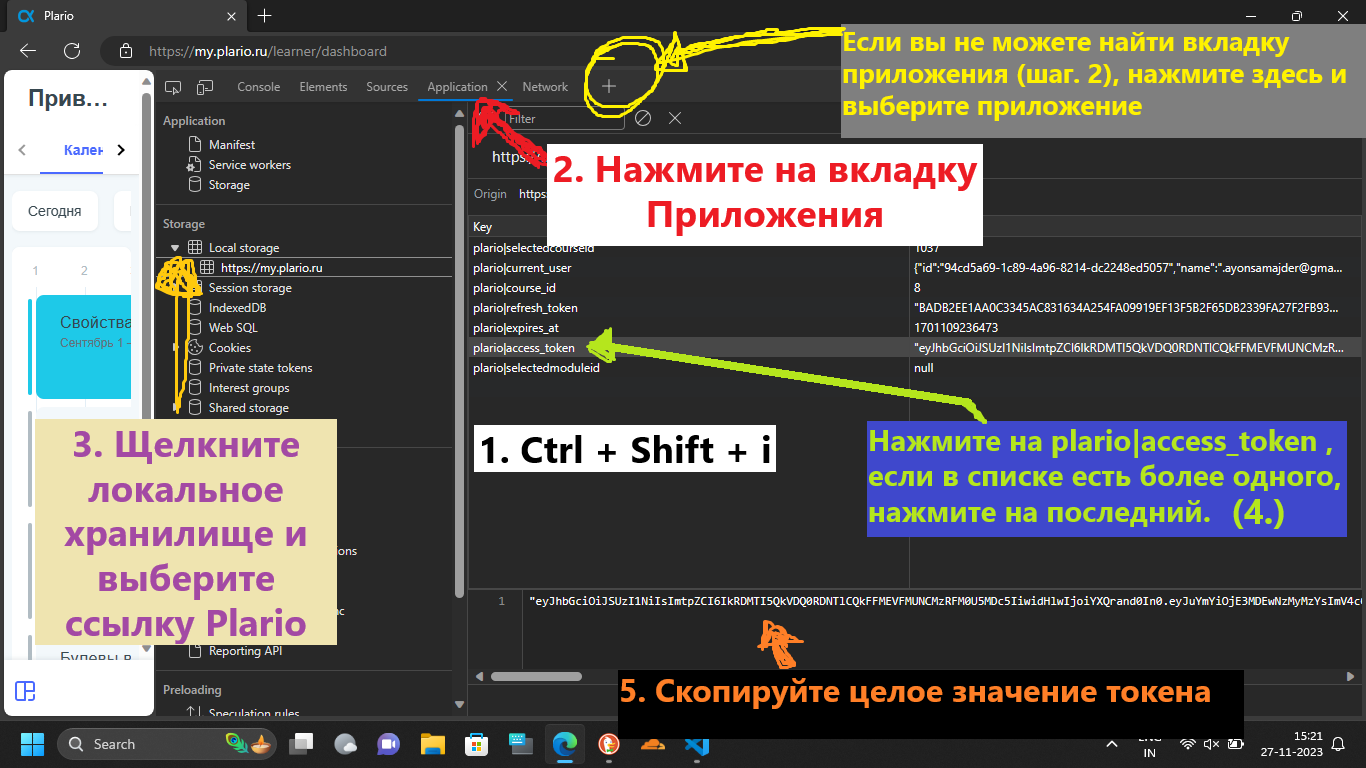 Plario
https://my.plario.ru/learner/dashboard
Если вы не можете найти вкладку
приложения (шаг. 2), нажмите здесь и
выберите приложение
Прив...
Кален
Сегодня
1 2
Свойства
Сентябрь 1 -
Булевы в
Console Elements Sources Application Network
Application
Manifest
Service workers
Storage
Storage
Local storage
https://my.plario.ru
Session storage
IndexedDB
Web SQL
Cookies
Private state tokens
Interest groups
Shared storage
Reporting API
Preloading
Speculation rules
Filter
2. Нажмите на вкладку
Приложения
Origin https:
Key
plario|selectedcourseid 1037
plario|current_user {"id":"94cd5a69-1c89-4a96-8214-dc2248ed5057","name":".ayonsamajder@gma...
plario|course_id 8
plario|refresh_token "BADB2EE1AA0C3345AC831634A254FA09919EF13F5B2F65DB2339FA27F2FB93...
plario|expires_at 1701109236473
plario|access_token "eyJhbGciOiJSUzI1NiIsImtpZCI6IkRDMTI5QkVDQ0RDNTlCQkFFMEVFMUNCMzR...
plario|selectedmoduleid null
1. Ctrl + Shift + i
Нажмите на plario|access_token ,
если в списке есть более одного,
нажмите на последний. (4.)
3. Щелкните
локальное
хранилище и
выберите
ссылку Plario
1 "eyJhbGciOiJSUzI1NiIsImtpZCI6IkRDMTI5QkVDQ0RDNTlCQkFFMEVFMUNCMzRFM0U5MDc5IiwidHlwIjoiYXQrand0In0.eyJuYmYiOjE3MDEwNzMyMzYsImV4c
5. Скопируйте целое значение токена
Search
IN
15:21
27-11-2023